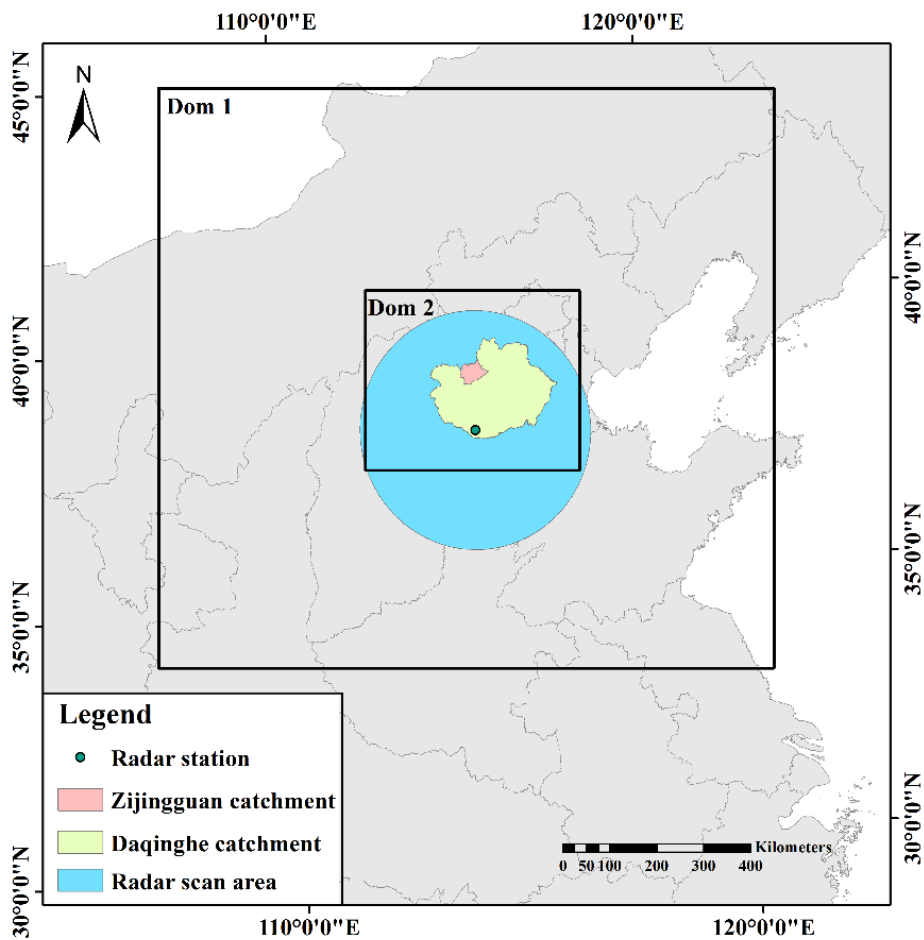 110°0'0"E 120°0'0"E
N
45°0'0"N
Dom 1
40°0'0"N
Dom 2
40°0'0"N
35°0'0"N
35°0'0"N
Legend
Radar station
Zijingguan catchment
Daqinghe catchment
Radar scan area
Kilometers
0 50 100 200 300 400
30°0'0"N
30°0'0"N
110°0'0"E 120°0'0"E